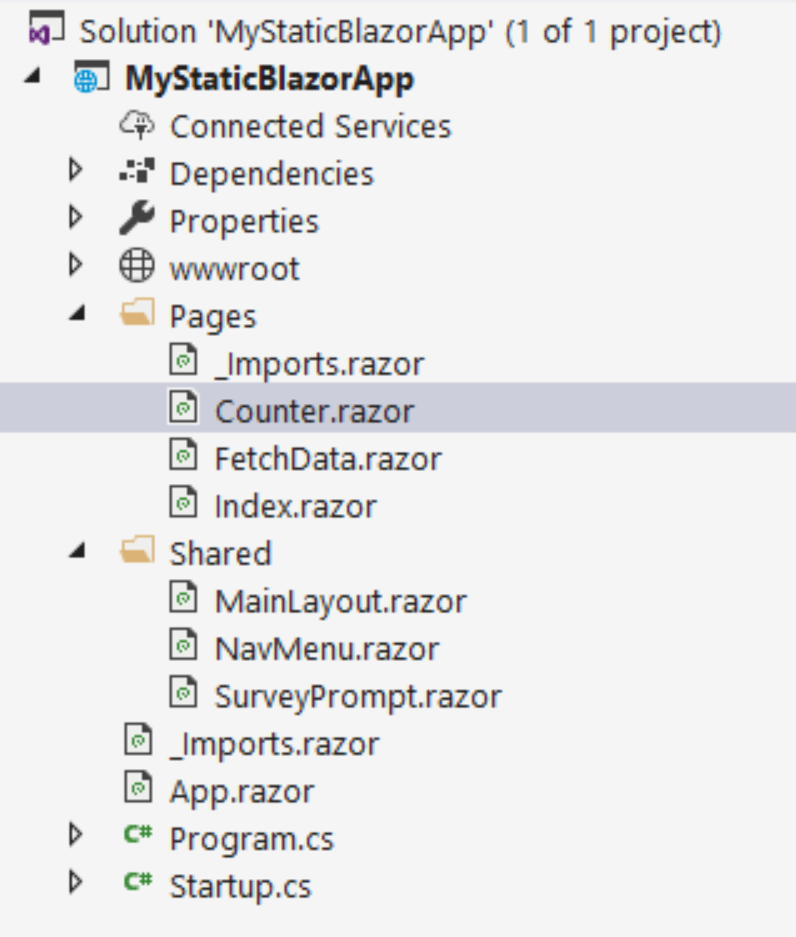 Solution 'MyStaticBlazorApp' (1 of 1 project)
MyStaticBlazorApp
Connected Services
Dependencies
Properties
wwwroot
Pages
_Imports.razor
Counter.razor
FetchData.razor
Index.razor
Shared
MainLayout.razor
NavMenu.razor
SurveyPrompt.razor
_Imports.razor
App.razor
C# Program.cs
C# Startup.cs